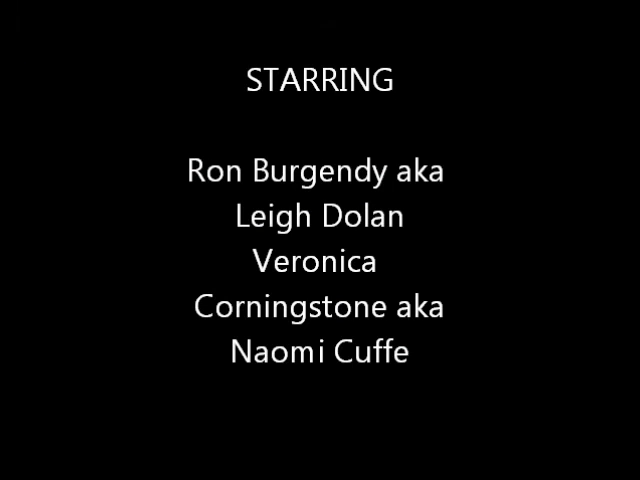 STARRING
Ron Burgendy aka
Leigh Dolan
Veronica
Corningstone aka
Naomi Cuffe